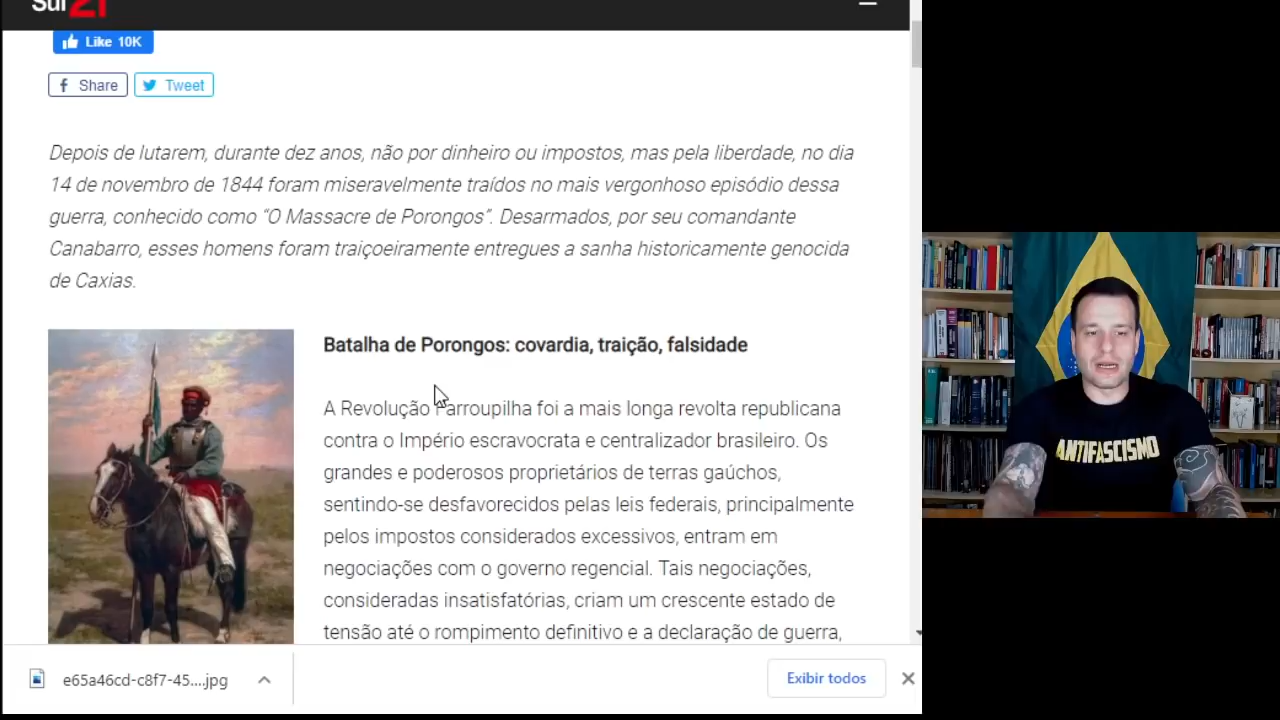 Sul 21
Like 10K
Share Tweet
Depois de lutarem, durante dez anos, não por dinheiro ou impostos, mas pela liberdade, no dia
14 de novembro de 1844 foram miseravelmente traídos no mais vergonhoso episódio dessa
guerra, conhecido como “O Massacre de Porongos”. Desarmados, por seu comandante
Canabarro, esses homens foram traiçoeiramente entregues a sanha historicamente genocida
de Caxias.
Batalha de Porongos: covardia, traição, falsidade
A Revolução Farroupilha foi a mais longa revolta republicana
contra o Império escravocrata e centralizador brasileiro. Os
grandes e poderosos proprietários de terras gaúchos,
sentindo-se desfavorecidos pelas leis federais, principalmente
pelos impostos considerados excessivos, entram em
negociações com o governo regencial. Tais negociações,
consideradas insatisfatórias, criam um crescente estado de
tensão até o rompimento definitivo e a declaração de guerra,
e65a46cd-c8f7-45....jpg
Exibir todos
ANTIFASCISMO